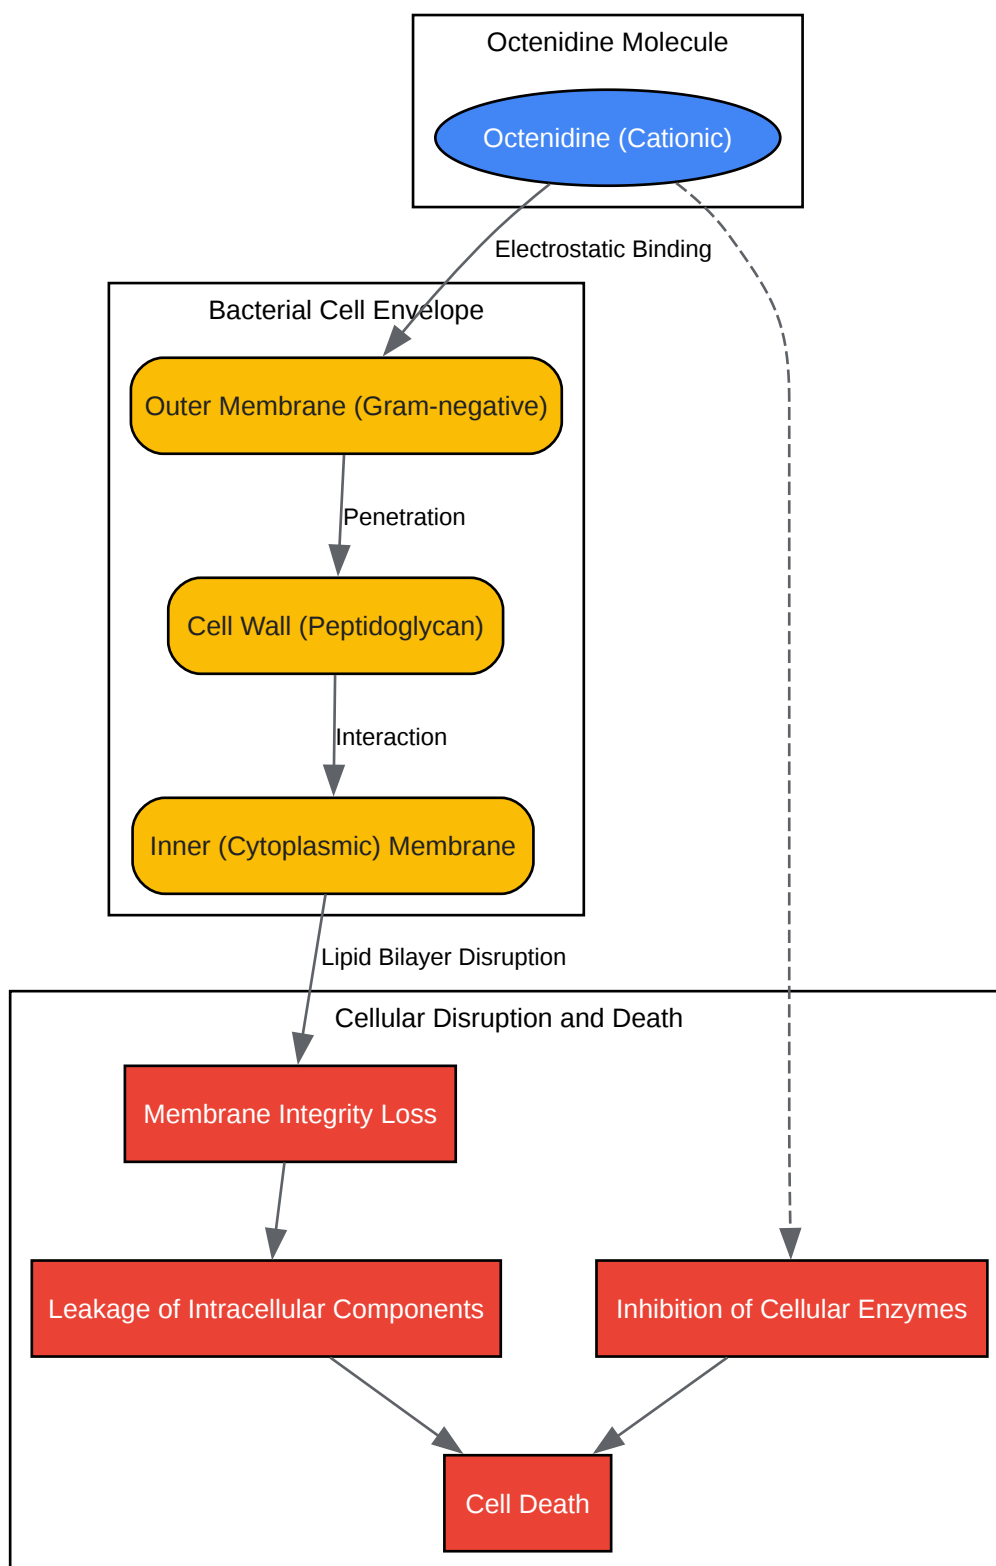 Octenidine Molecule
Octenidine (Cationic)
Electrostatic Binding
Bacterial Cell Envelope
Outer Membrane (Gram-negative)
Penetration
Cell Wall (Peptidoglycan)
Interaction
Inner (Cytoplasmic) Membrane
Lipid Bilayer Disruption
Cellular Disruption and Death
Membrane Integrity Loss
Leakage of Intracellular Components
Inhibition of Cellular Enzymes
Cell Death